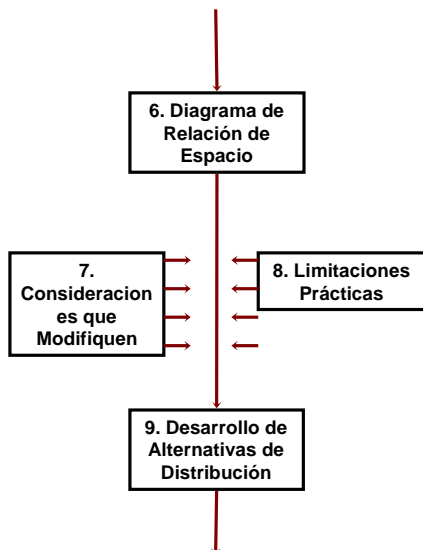 6. Diagrama de
Relación de
Espacio
7.
Consideracion
es que
Modifiquen
8. Limitaciones
Prácticas
9. Desarrollo de
Alternativas de
Distribución